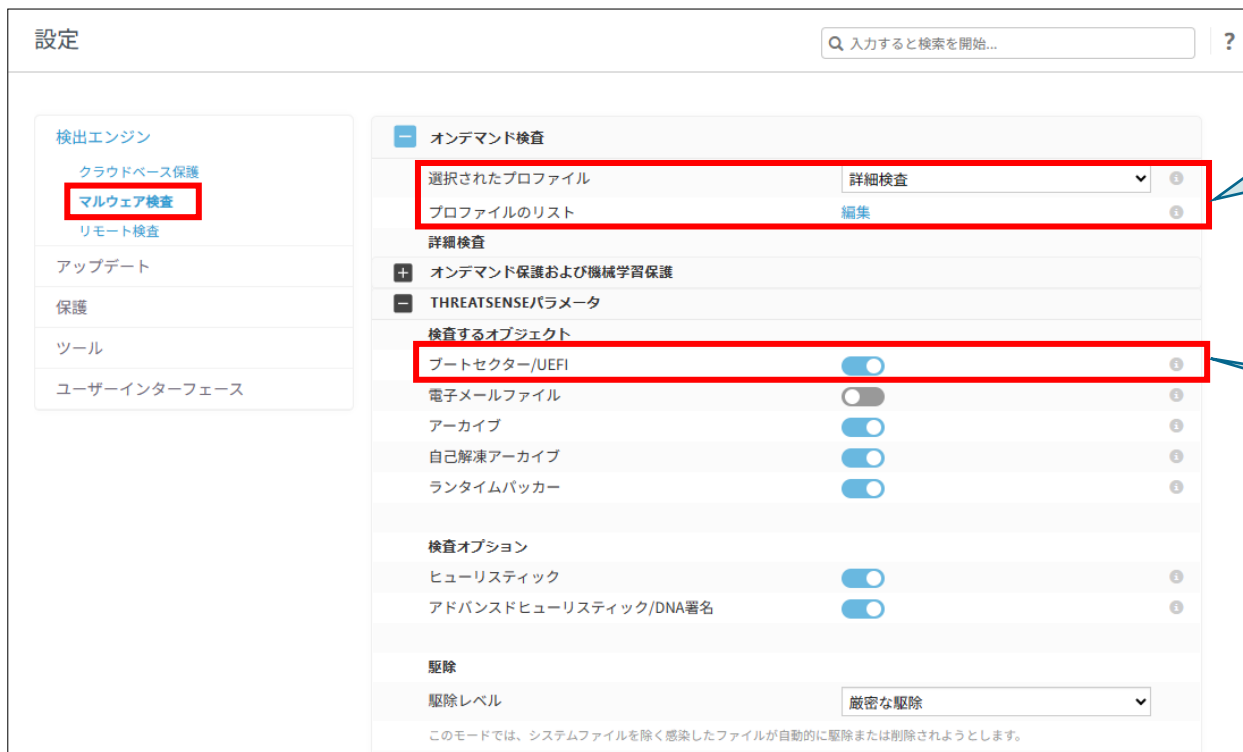 設定
入力すると検索を開始...
?
検出エンジン
クラウドベース保護
マルウェア検査
リモート検査
アップデート
保護
ツール
ユーザーインターフェース
オンデマンド検査
選択されたプロファイル 詳細検査
プロファイルのリスト 編集
詳細検査
オンデマンド保護および機械学習保護
THREATSENSEパラメータ
検査するオブジェクト
ブートセクター/UEFI
電子メールファイル
アーカイブ
自己解凍アーカイブ
ランタイムパッカー
検査オプション
ヒューリスティック
アドバンスドヒューリスティック/DNA署名
駆除
駆除レベル 厳密な駆除
このモードでは、システムファイルを除く感染したファイルが自動的に駆除または削除されようとします。